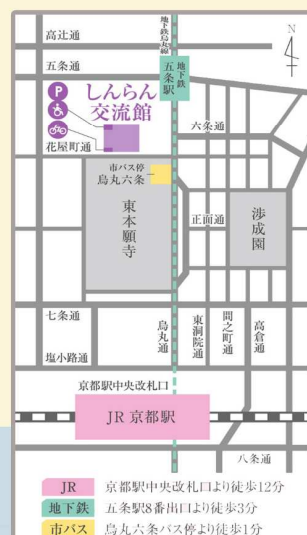 高辻通
地下鉄烏丸線
N
五条通
地下鉄
五条駅
P
しんらん
交流館
六条通
花屋町通
市バス停
烏丸六条
東本願寺
正面通
渉成園
七条通
烏丸通
東洞院通
間之町通
高倉通
塩小路通
京都駅中央改札口
JR 京都駅
八条通
JR 京都駅中央改札口より徒歩12分
地下鉄 五条駅8番出口より徒歩3分
市バス 烏丸六条バス停より徒歩1分